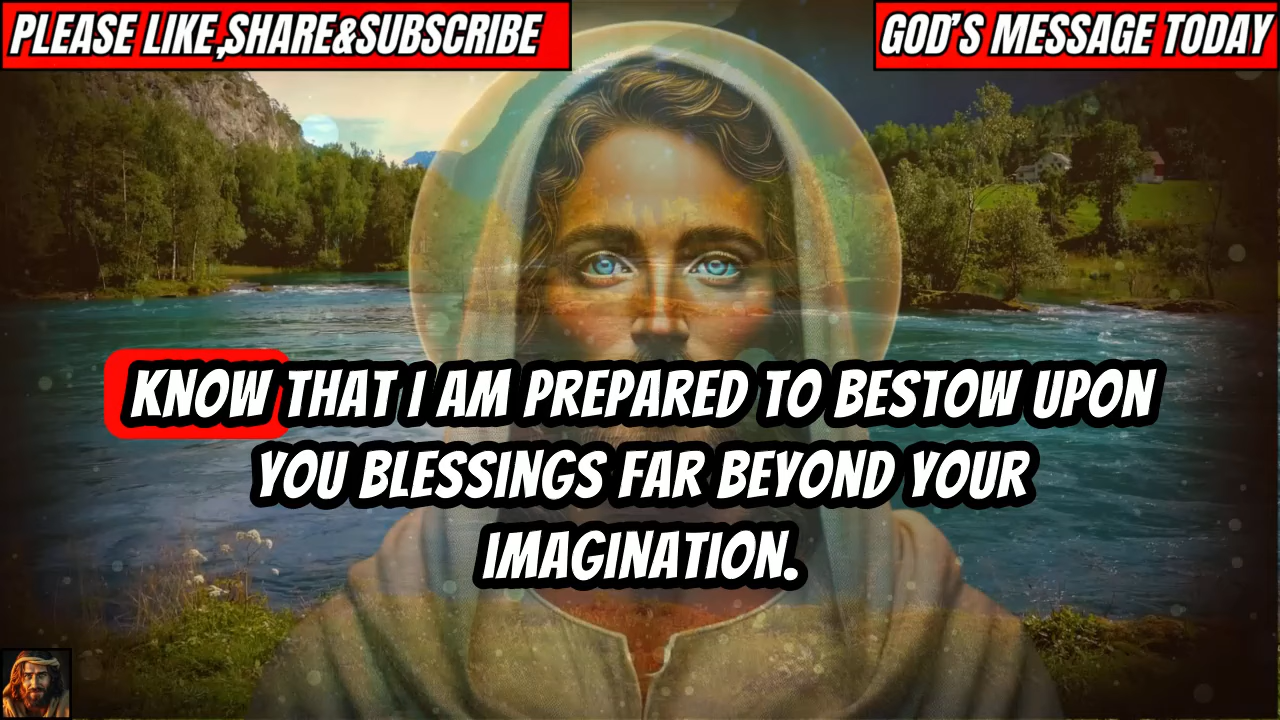 PLEASE LIKE,SHARE&SUBSCRIBE
GOD'S MESSAGE TODAY
KNOW THAT I AM PREPARED TO BESTOW UPON
YOU BLESSINGS FAR BEYOND YOUR
IMAGINATION.